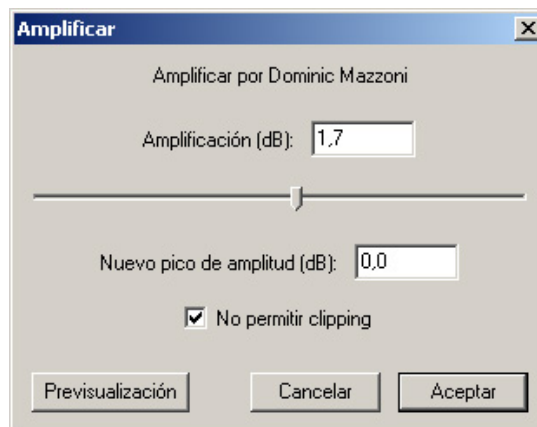 Amplificar
Amplificar por Dominic Mazzoni
Amplificación (dB): 1,7
Nuevo pico de amplitud (dB): 0,0
No permitir clipping
Previsualización Cancelar Aceptar